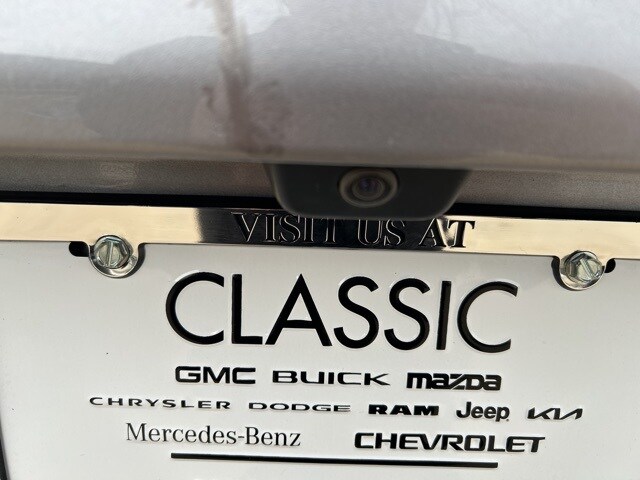 VISIT US AT
CLASSIC
GMC BUICK mazda
CHRYSLER DODGE RAM Jeep KIA
Mercedes-Benz CHEVROLET